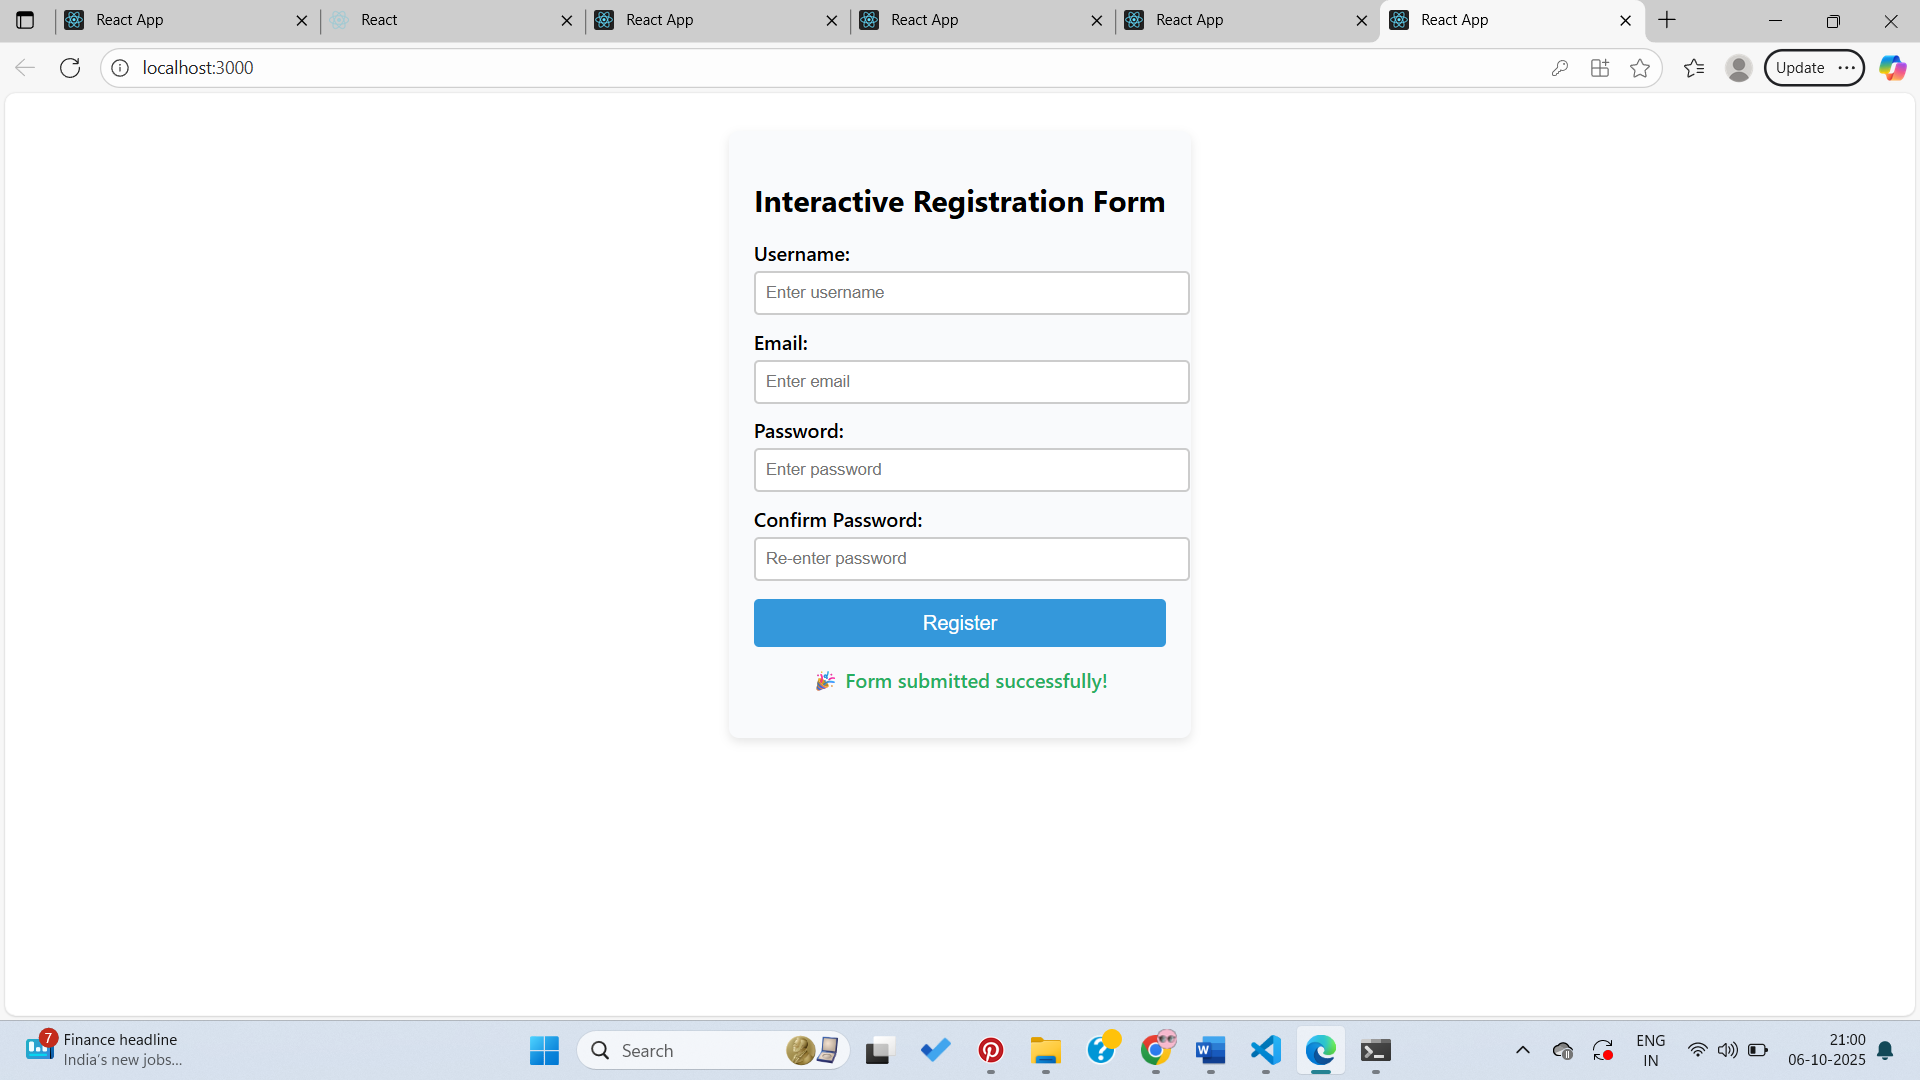 React App
React
React App
React App
React App
React App
localhost:3000
Update
Interactive Registration Form
Username:
Enter username
Email:
Enter email
Password:
Enter password
Confirm Password:
Re-enter password
Register
🎉 Form submitted successfully!
7
Finance headline
India's new jobs...
Search
ENG
IN
21:00
06-10-2025